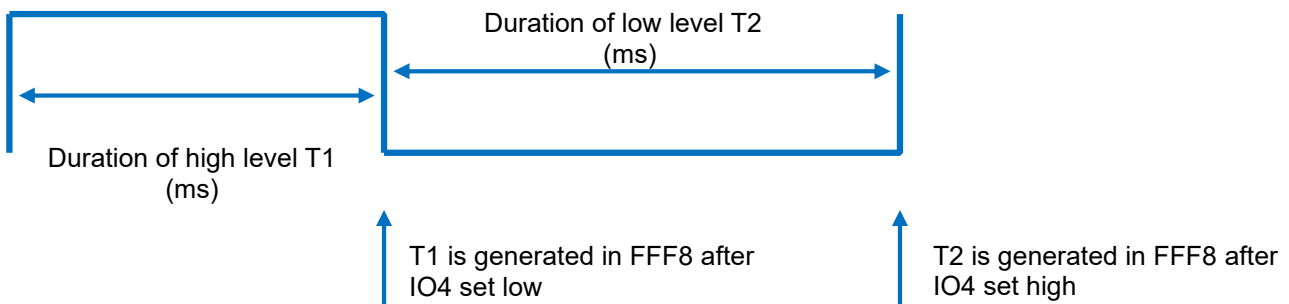 Duration of low level T2
(ms)
Duration of high level T1
(ms)
T1 is generated in FFF8 after
IO4 set low
T2 is generated in FFF8 after
IO4 set high